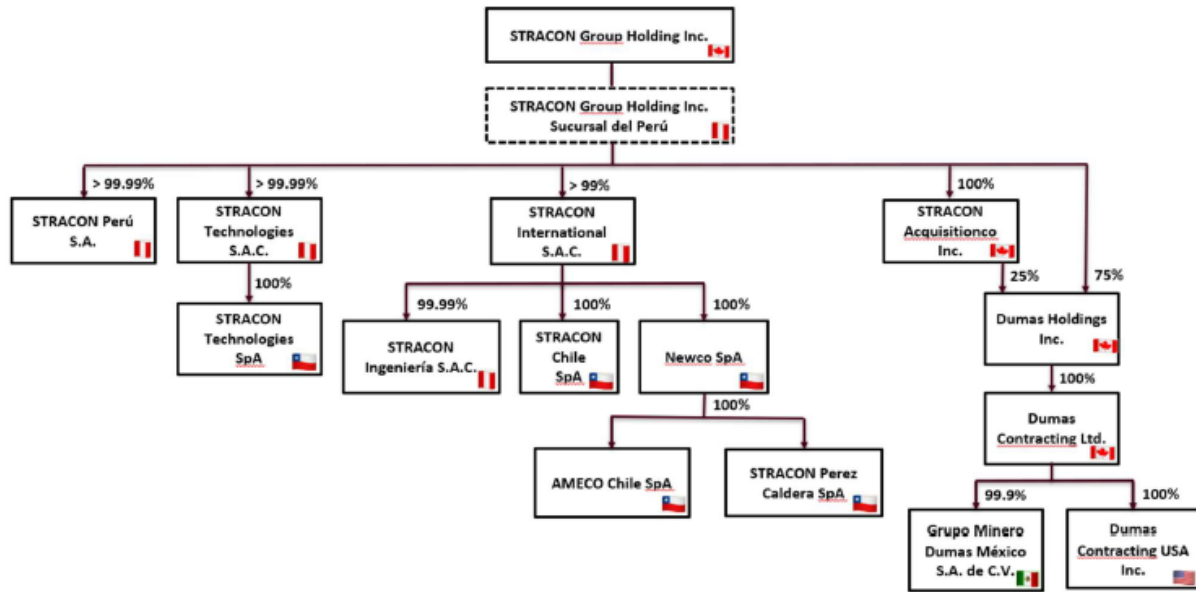 STRACON Group Holding Inc.
STRACON Group Holding Inc.
Sucursal del Perú
> 99.99%
> 99.99%
> 99%
100%
STRACON Perú
S.A.
STRACON
Technologies
S.A.C.
STRACON
International
S.A.C.
STRACON
Acquisitionco
Inc.
100%
25%
75%
99.99%
100%
100%
STRACON
Technologies
SpA
STRACON
Ingeniería S.A.C.
STRACON
Chile
SpA
Newco SpA
Dumas Holdings
Inc.
100%
100%
AMECO Chile SpA
STRACON Perez
Caldera SpA
Dumas
Contracting Ltd.
99.9%
100%
Grupo Minero
Dumas México
S.A. de C.V.
Dumas
Contracting USA
Inc.